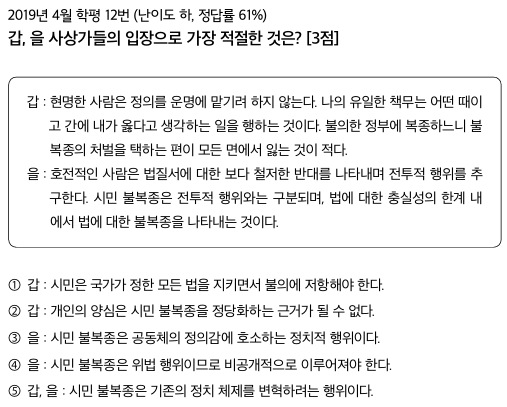 2019년 4월 학평 12번 (난이도 하, 정답률 61%)
갑, 을 사상가들의 입장으로 가장 적절한 것은? [3점]
갑 : 현명한 사람은 정의를 운명에 맡기려 하지 않는다. 나의 유일한 책무는 어떤 때이
고 간에 내가 옳다고 생각하는 일을 행하는 것이다. 불의한 정부에 복종하느니 불
복종의 처벌을 택하는 편이 모든 면에서 잃는 것이 적다.
을 : 호전적인 사람은 법질서에 대한 보다 철저한 반대를 나타내며 전투적 행위를 추
구한다. 시민 불복종은 전투적 행위와는 구분되며, 법에 대한 충실성의 한계 내
에서 법에 대한 불복종을 나타내는 것이다.
① 갑 : 시민은 국가가 정한 모든 법을 지키면서 불의에 저항해야 한다.
② 갑 : 개인의 양심은 시민 불복종을 정당화하는 근거가 될 수 없다.
③ 을 : 시민 불복종은 공동체의 정의감에 호소하는 정치적 행위이다.
④ 을 : 시민 불복종은 위법 행위이므로 비공개적으로 이루어져야 한다.
⑤ 갑, 을 : 시민 불복종은 기존의 정치 체제를 변혁하려는 행위이다.